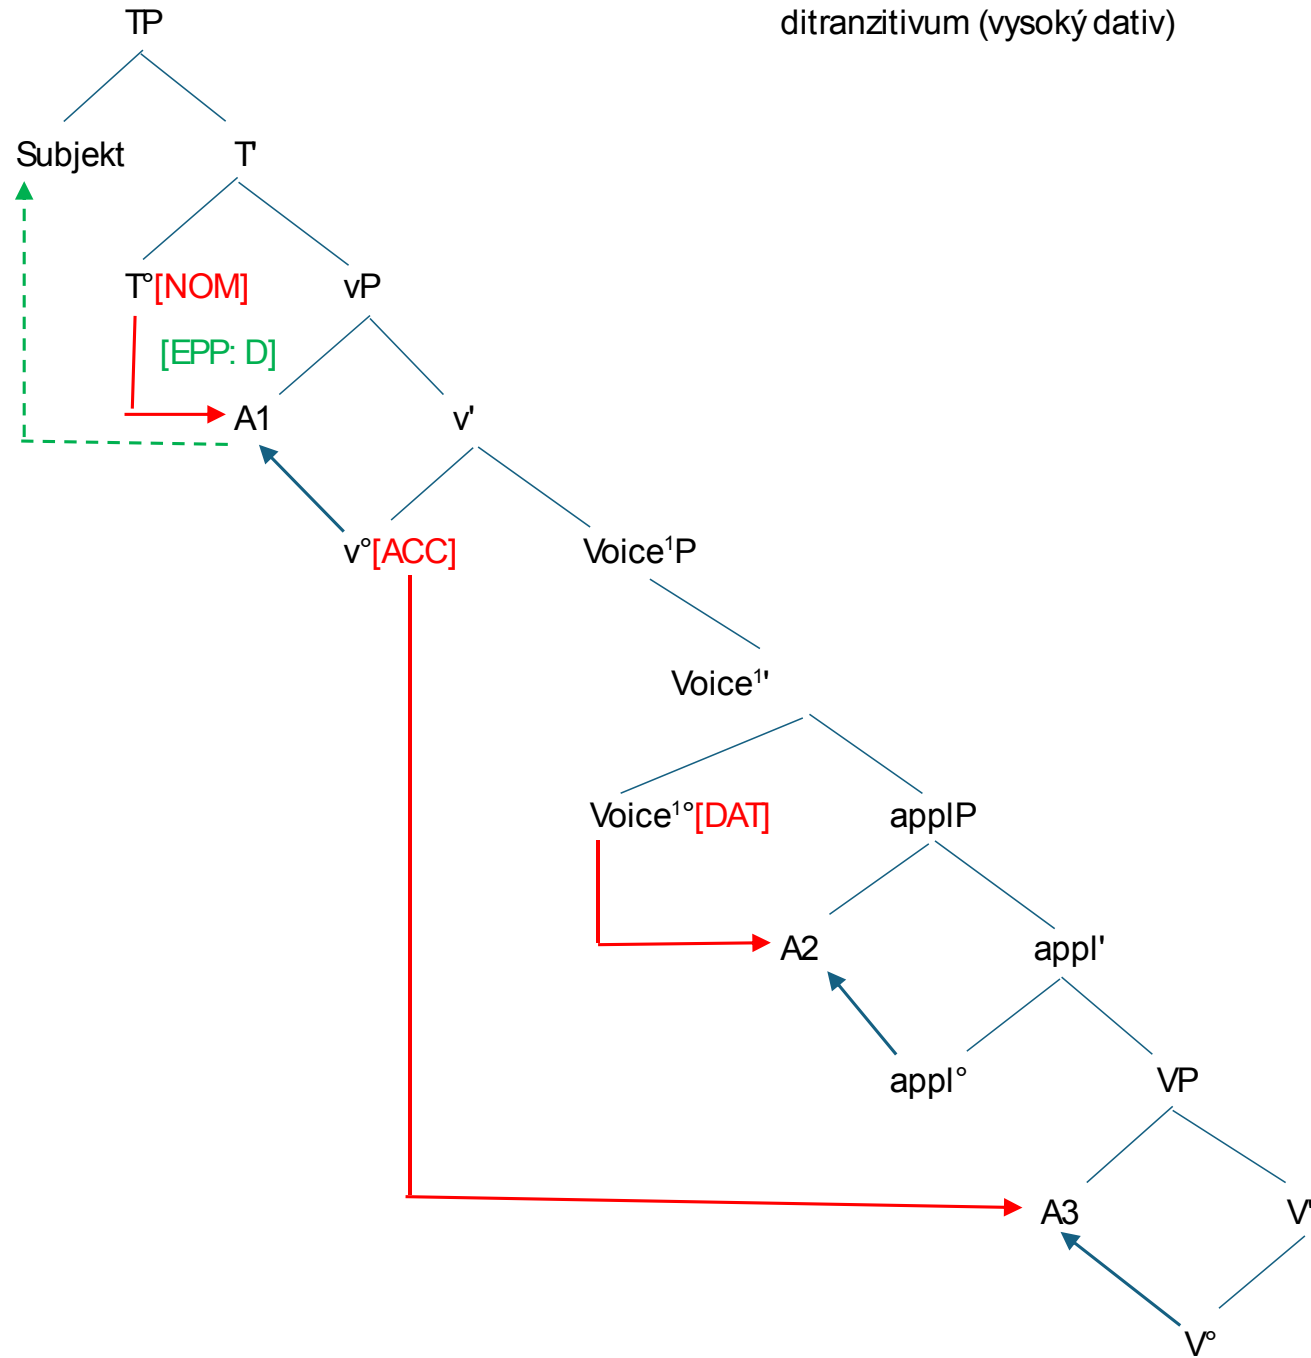 TP
ditranzitivum (vysoký dativ)
Subjekt
T'
T°[NOM]
vP
[EPP: D]
A1
v'
v°[ACC]
Voice¹P
Voice¹'
Voice¹°[DAT]
applP
A2
appl'
appl°
VP
A3
V'
V°